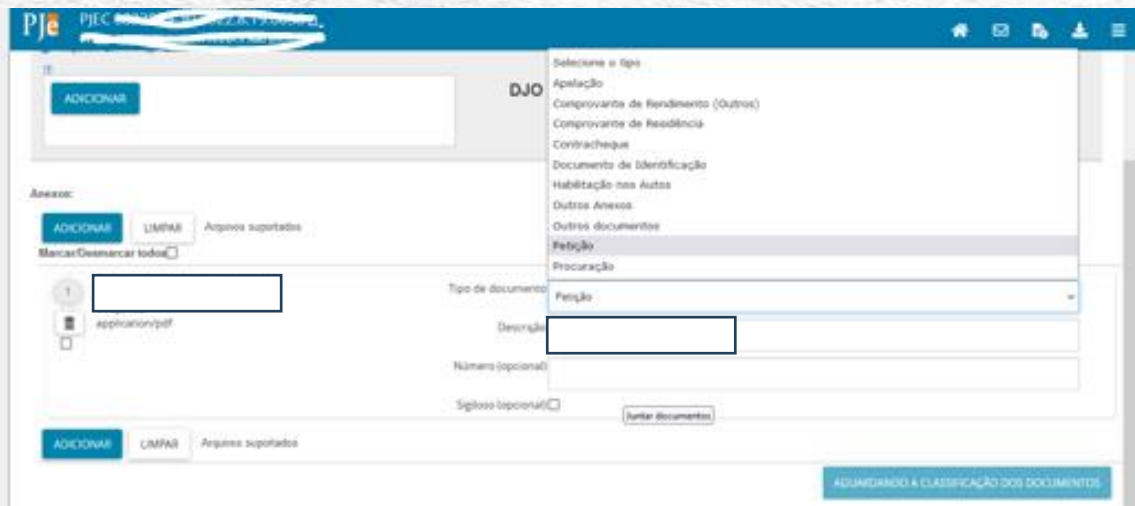 PJe PJEC
ADICIONAR
DJO
Selecione o tipo
Apelação
Comprovante de Rendimento (Outros)
Comprovante de Residência
Contracheque
Documento de Identificação
Habilitação nos Autos
Outros Anexos
Outros documentos
Petição
Procuração
Anexos:
ADICIONAR LIMPAR Arquivos suportados
Marcar/Desmarcar todos
1
Tipo de documento Petição
application/pdf
Descrição
Número (opcional)
Sigiloso (opcional)
Juntar documentos
ADICIONAR LIMPAR Arquivos suportados
AGUARDANDO A CLASSIFICAÇÃO DOS DOCUMENTOS